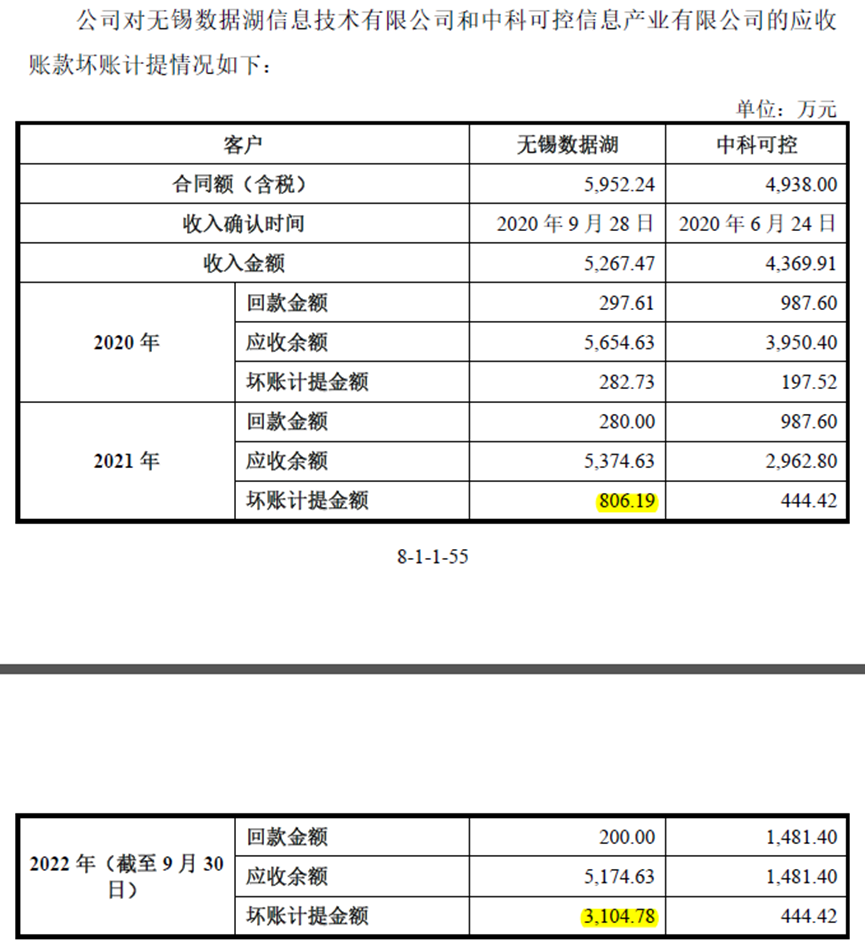 公司对无锡数据湖信息技术有限公司和中科可控信息产业有限公司的应收
账款坏账计提情况如下：
单位：万元
客户 无锡数据湖 中科可控
合同额（含税） 5,952.24 4,938.00
收入确认时间 2020 年 9 月 28 日 2020 年 6 月 24 日
收入金额 5,267.47 4,369.91
回款金额 297.61 987.60
2020 年 应收余额 5,654.63 3,950.40
坏账计提金额 282.73 197.52
回款金额 280.00 987.60
2021 年 应收余额 5,374.63 2,962.80
坏账计提金额 806.19 444.42
8-1-1-55
回款金额 200.00 1,481.40
2022 年（截至 9 月 30
日） 应收余额 5,174.63 1,481.40
坏账计提金额 3,104.78 444.42